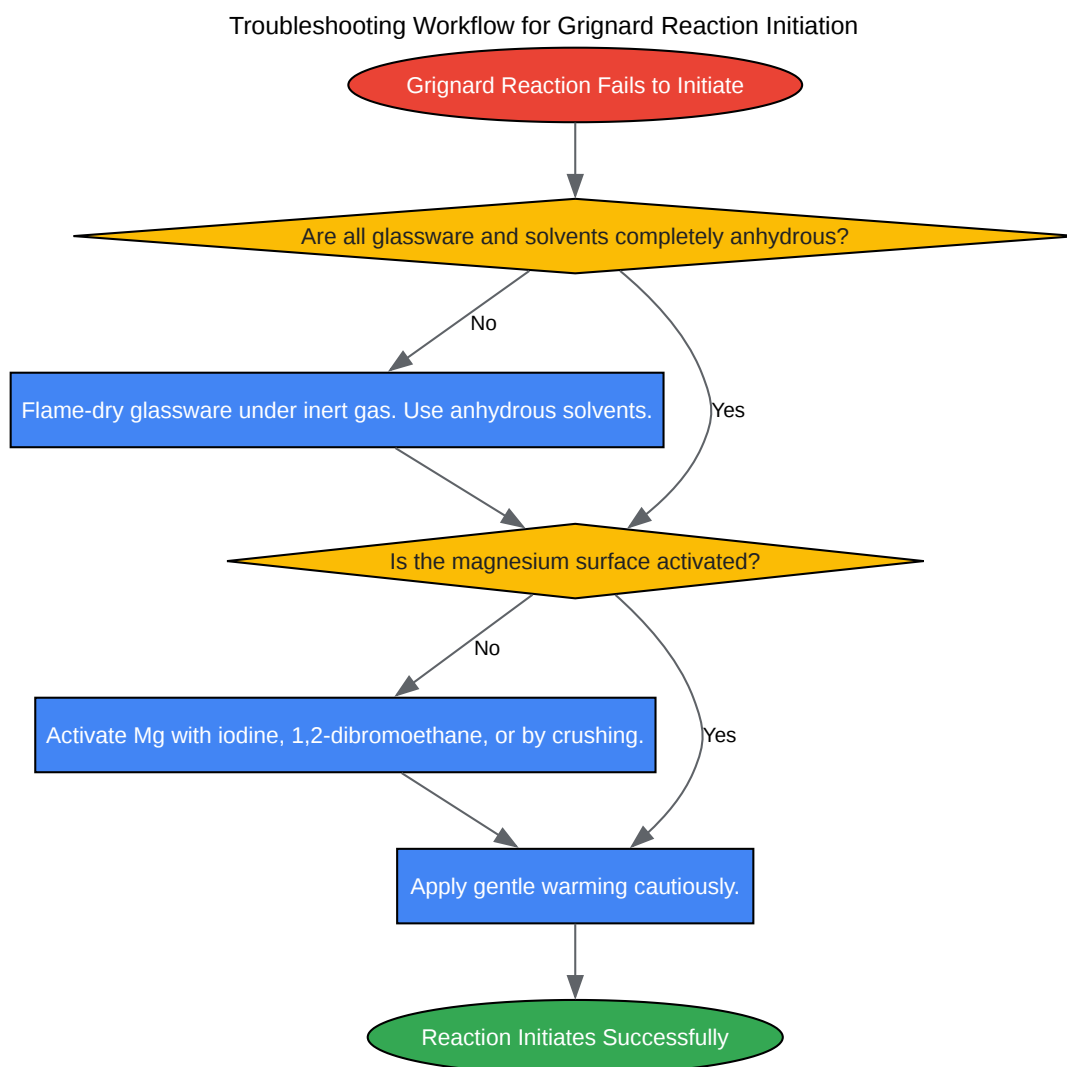 Troubleshooting Workflow for Grignard Reaction Initiation
Grignard Reaction Fails to Initiate
Are all glassware and solvents completely anhydrous?
No
Flame-dry glassware under inert gas. Use anhydrous solvents.
Yes
Is the magnesium surface activated?
No
Activate Mg with iodine, 1,2-dibromoethane, or by crushing.
Yes
Apply gentle warming cautiously.
Reaction Initiates Successfully